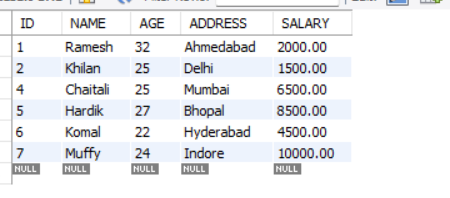 ID NAME AGE ADDRESS SALARY
1 Ramesh 32 Ahmedabad 2000.00
2 Khilan 25 Delhi 1500.00
4 Chaitali 25 Mumbai 6500.00
5 Hardik 27 Bhopal 8500.00
6 Komal 22 Hyderabad 4500.00
7 Muffy 24 Indore 10000.00
NULL NULL NULL NULL NULL